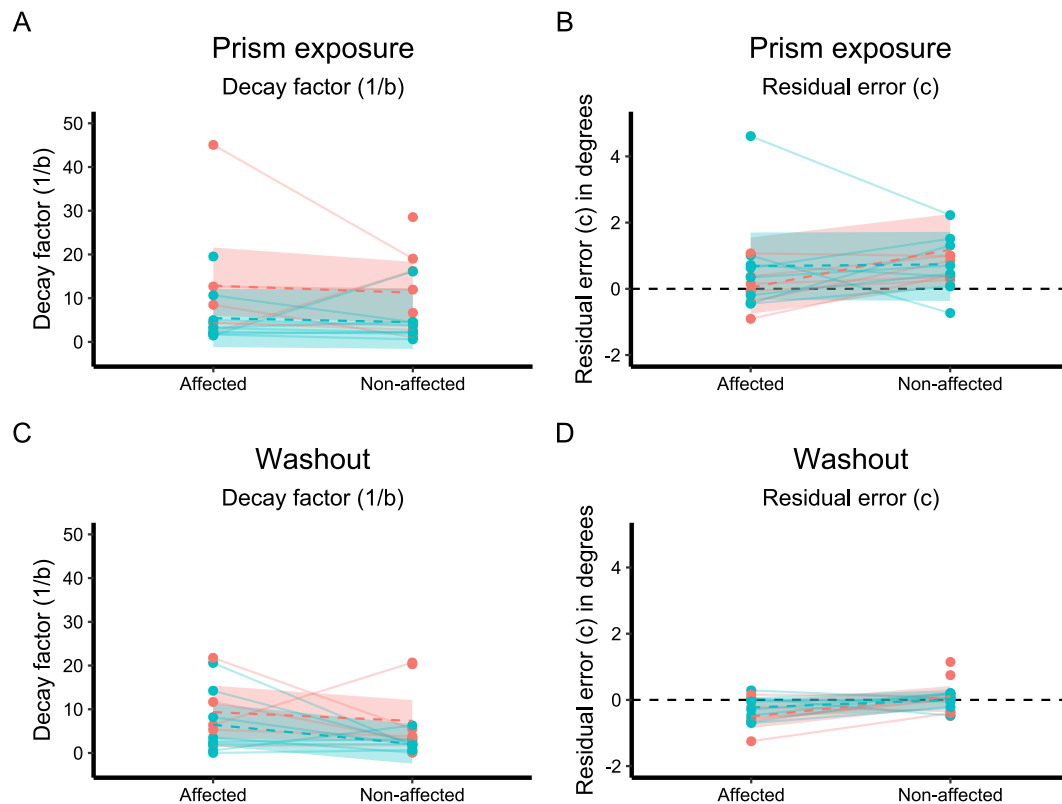 A
Prism exposure
Decay factor (1/b)
Decay factor (1/b)
50
40
30
20
10
0
Affected
Non-affected
B
Prism exposure
Residual error (c)
Residual error (c) in degrees
4
2
0
-2
Affected
Non-affected
C
Washout
Decay factor (1/b)
Decay factor (1/b)
50
40
30
20
10
0
Affected
Non-affected
D
Washout
Residual error (c)
Residual error (c) in degrees
4
2
0
-2
Affected
Non-affected